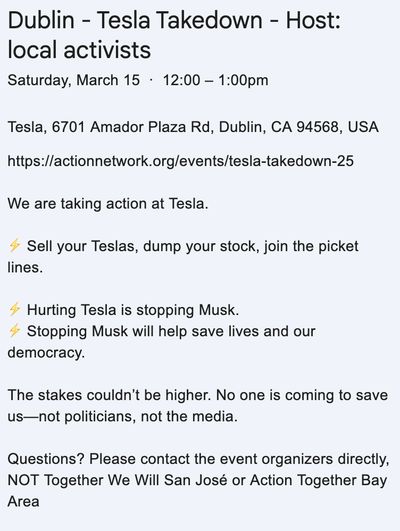 Dublin - Tesla Takedown - Host:
local activists
Saturday, March 15 · 12:00 – 1:00pm
Tesla, 6701 Amador Plaza Rd, Dublin, CA 94568, USA
https://actionnetwork.org/events/tesla-takedown-25
We are taking action at Tesla.
⚡ Sell your Teslas, dump your stock, join the picket
lines.
⚡ Hurting Tesla is stopping Musk.
⚡ Stopping Musk will help save lives and our
democracy.
The stakes couldn’t be higher. No one is coming to save
us—not politicians, not the media.
Questions? Please contact the event organizers directly,
NOT Together We Will San José or Action Together Bay
Area